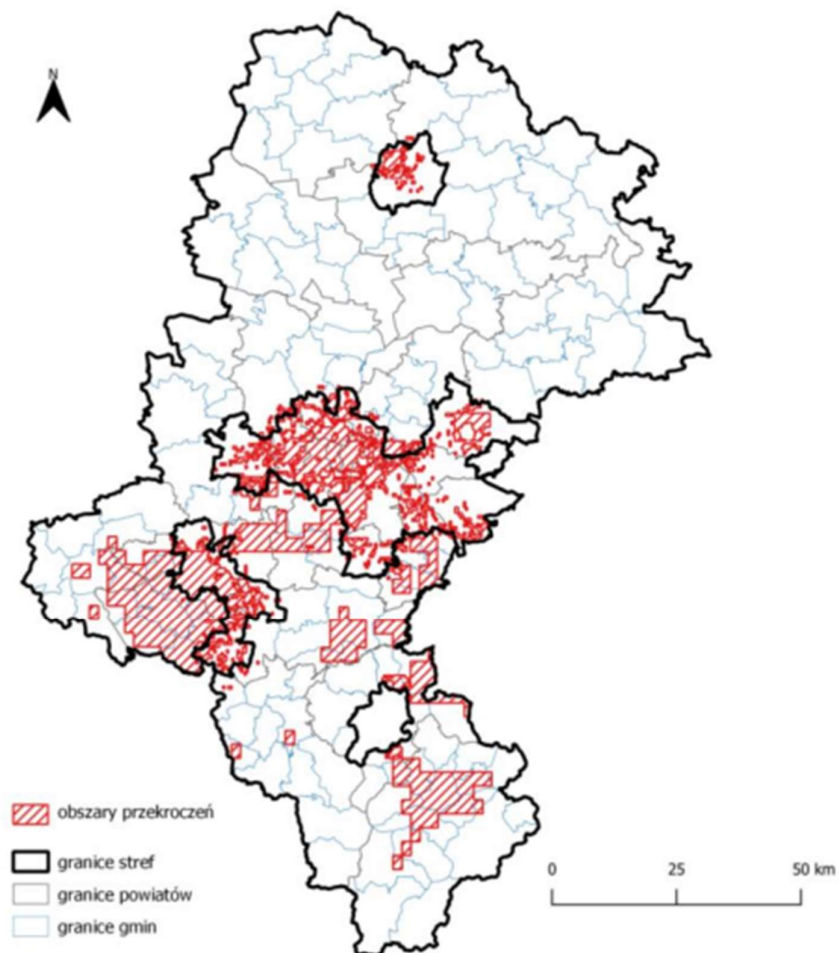 N
obszary przekroczeń
granice stref
granice powiatów
granice gmin
0 25 50 km